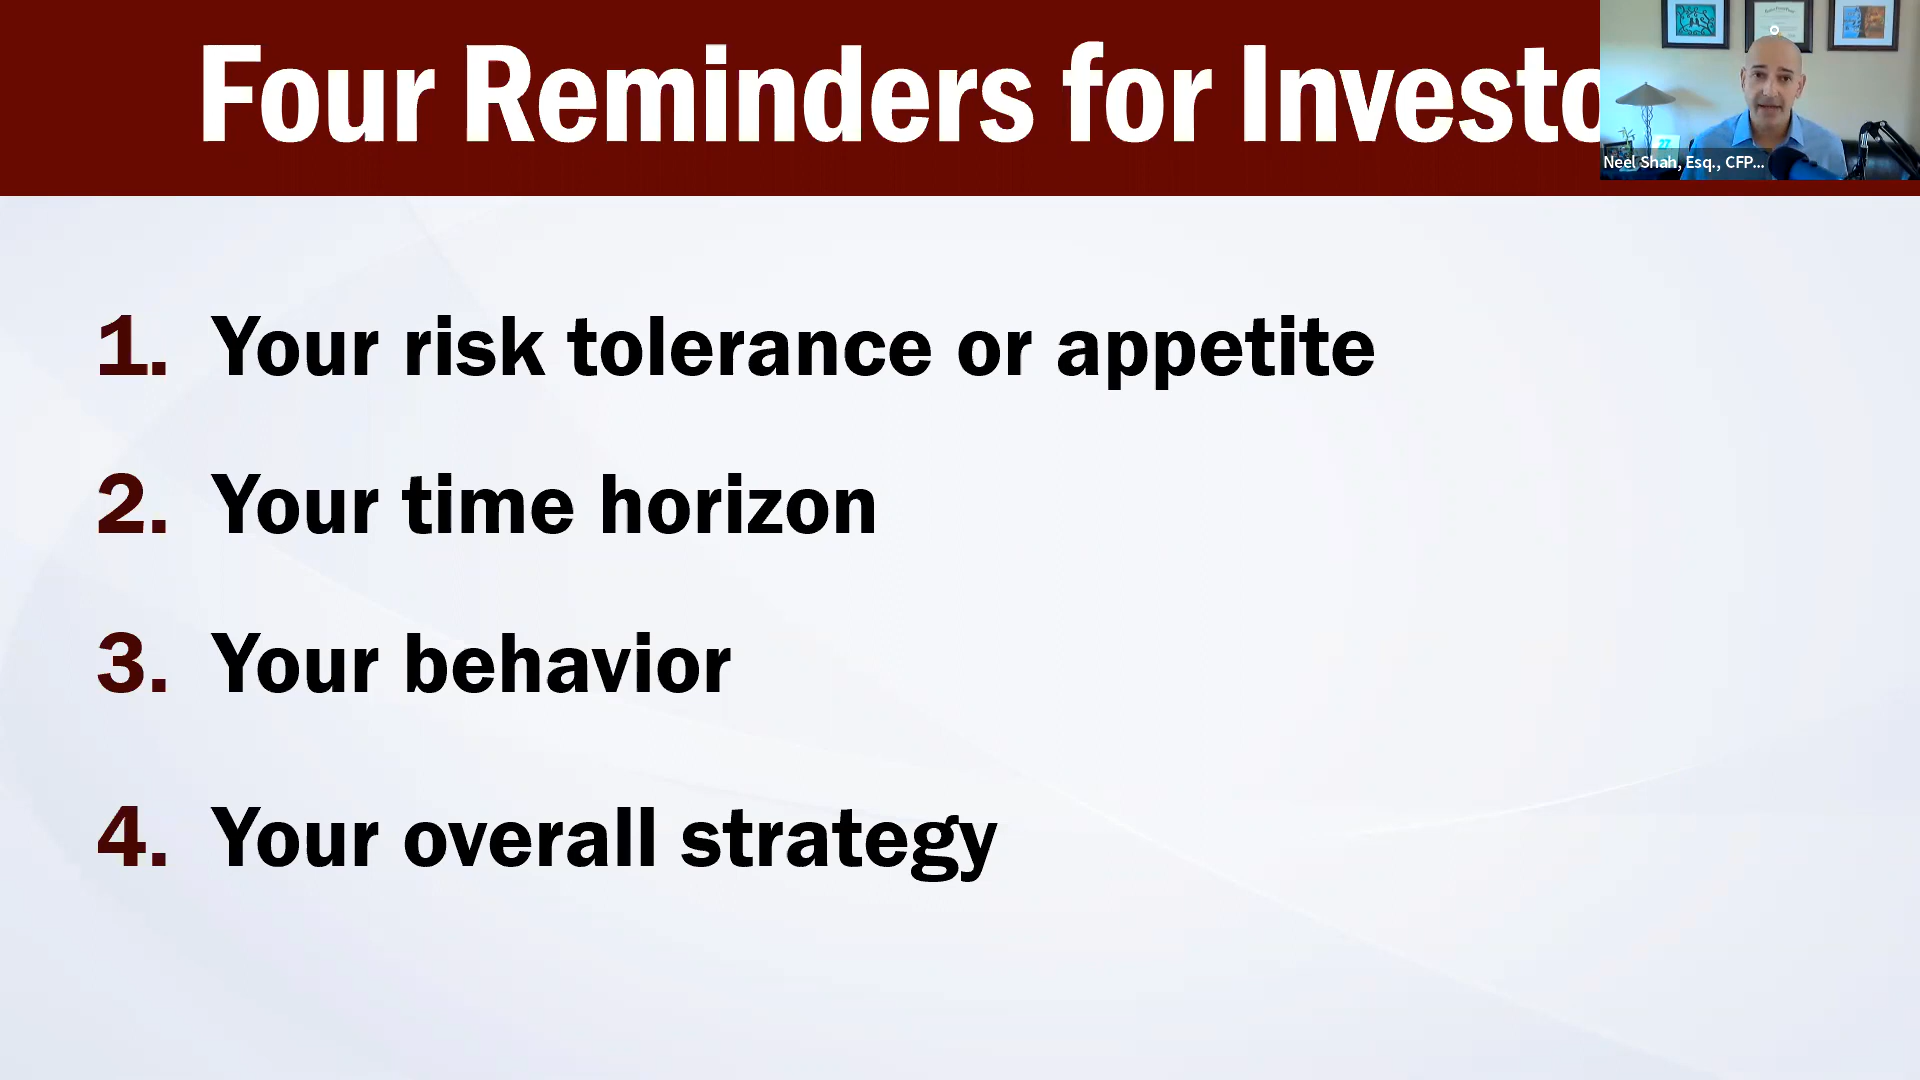 Four Reminders for Investo
Neel Shah, Esq., CFP...
1. Your risk tolerance or appetite
2. Your time horizon
3. Your behavior
4. Your overall strategy
27